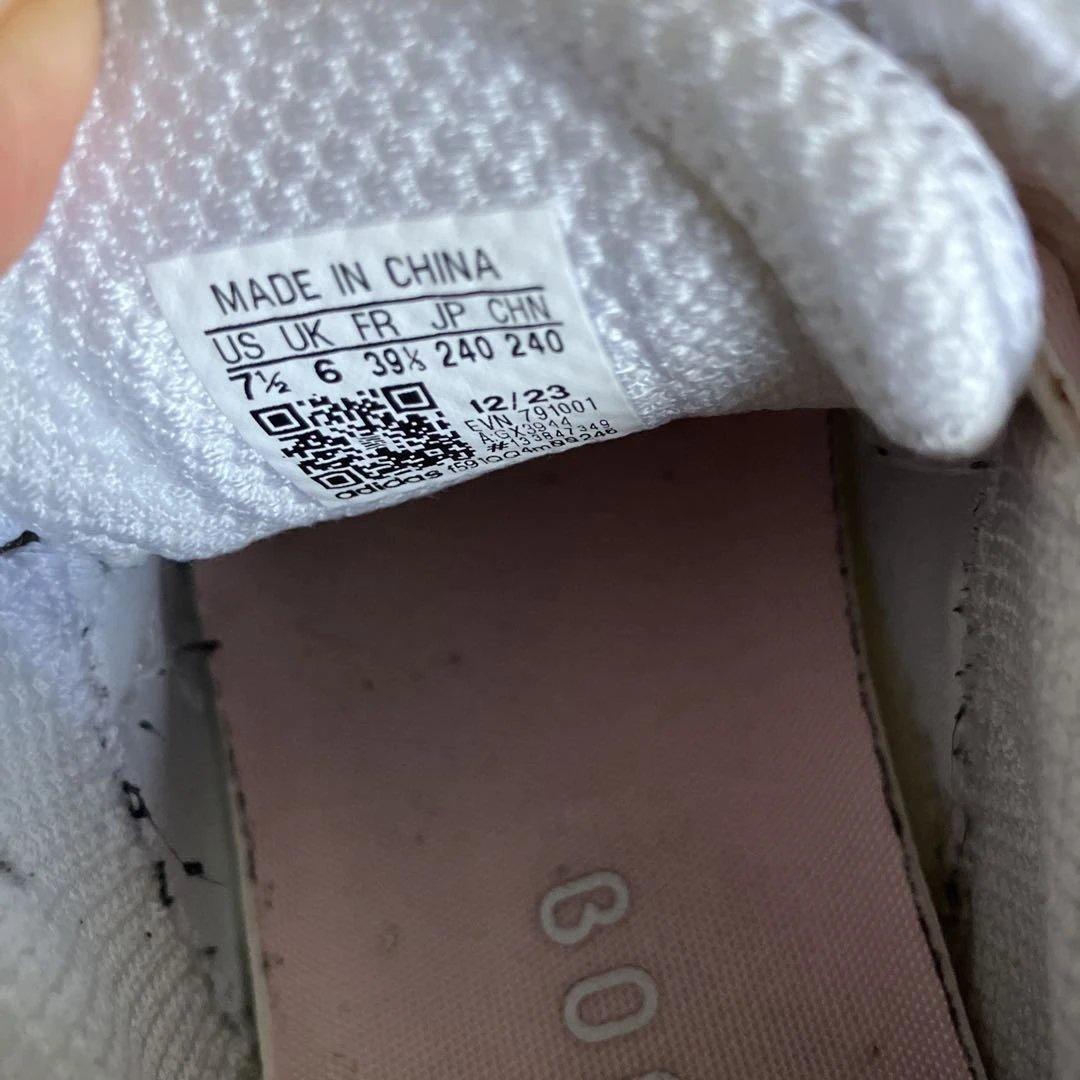 MADE IN CHINA
US UK FR JP CHN
7½ 6 39⅓ 240 240
12/23
EVN 791001
#133847349
adidas
BO